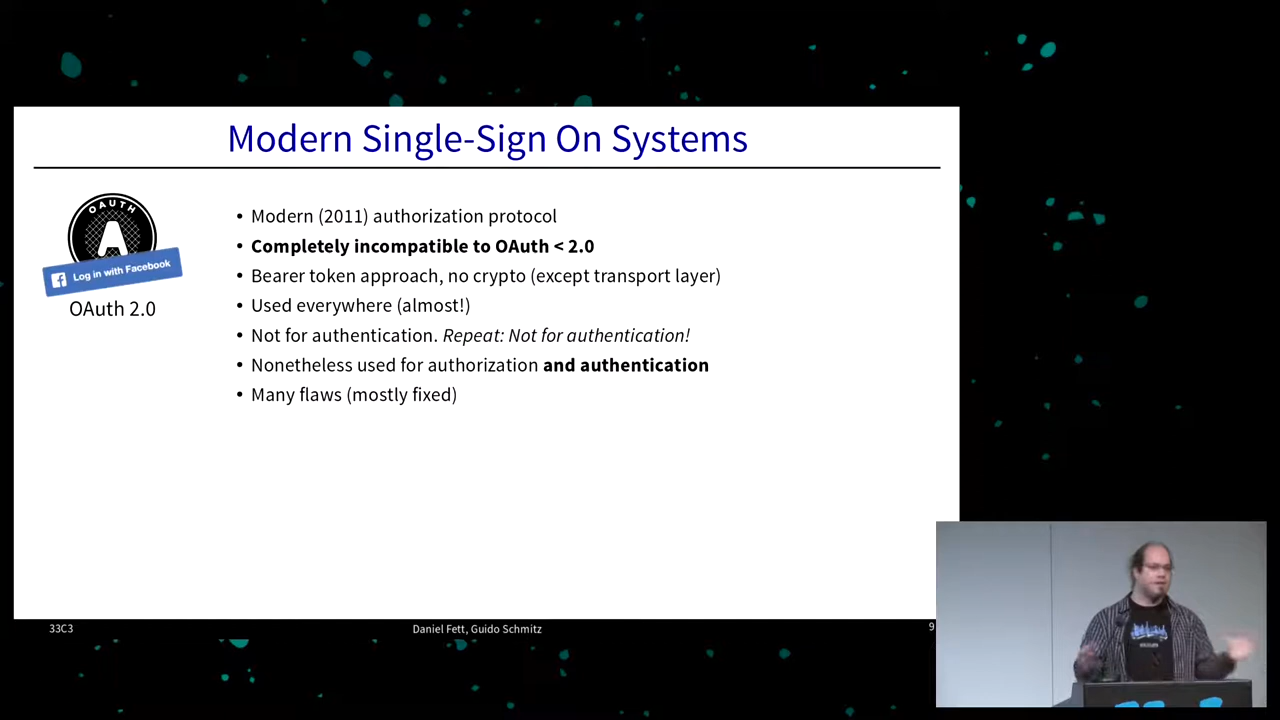 Modern Single-Sign On Systems
OAUTH
A
Log in with Facebook
OAuth 2.0
• Modern (2011) authorization protocol
• Completely incompatible to OAuth < 2.0
• Bearer token approach, no crypto (except transport layer)
• Used everywhere (almost!)
• Not for authentication. Repeat: Not for authentication!
• Nonetheless used for authorization and authentication
• Many flaws (mostly fixed)
33C3
Daniel Fett, Guido Schmitz
9